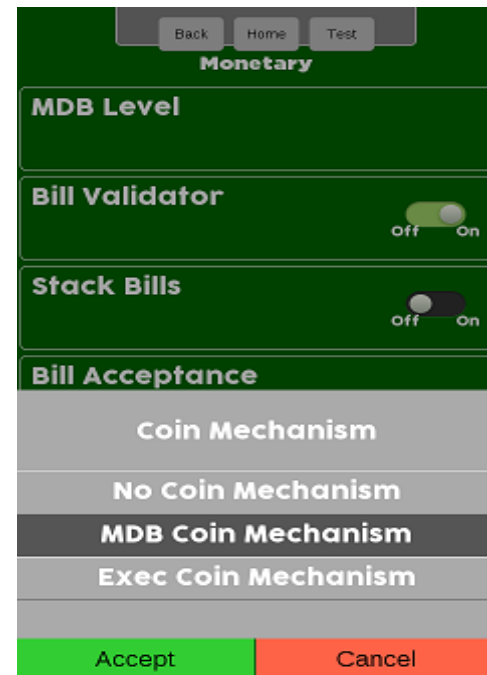 Back Home Test
Monetary
MDB Level
Bill Validator
Off On
Stack Bills
Off On
Bill Acceptance
Coin Mechanism
No Coin Mechanism
MDB Coin Mechanism
Exec Coin Mechanism
Accept Cancel